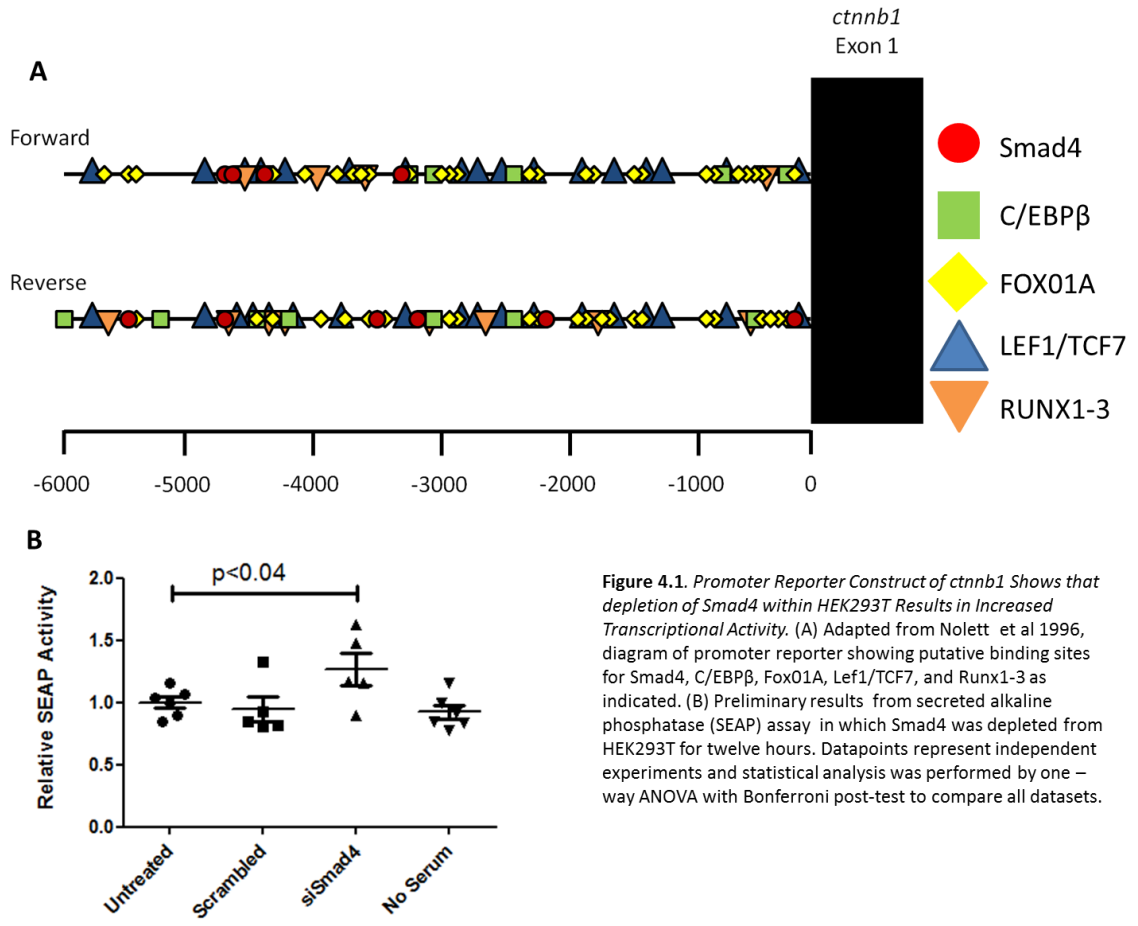 ctnnb1
Exon 1
A
Forward
Reverse
Smad4
C/EBPβ
FOX01A
LEF1/TCF7
RUNX1-3
-6000 -5000 -4000 -3000 -2000 -1000 0
B
p<0.04
Relative SEAP Activity
2.0
1.5
1.0
0.5
0.0
Untreated
Scrambled
siSmad4
No Serum
Figure 4.1. Promoter Reporter Construct of ctnnb1 Shows that
depletion of Smad4 within HEK293T Results in Increased
Transcriptional Activity. (A) Adapted from Nolett et al 1996,
diagram of promoter reporter showing putative binding sites
for Smad4, C/EBPβ, Fox01A, Lef1/TCF7, and Runx1-3 as
indicated. (B) Preliminary results from secreted alkaline
phosphatase (SEAP) assay in which Smad4 was depleted from
HEK293T for twelve hours. Datapoints represent independent
experiments and statistical analysis was performed by one –
way ANOVA with Bonferroni post-test to compare all datasets.